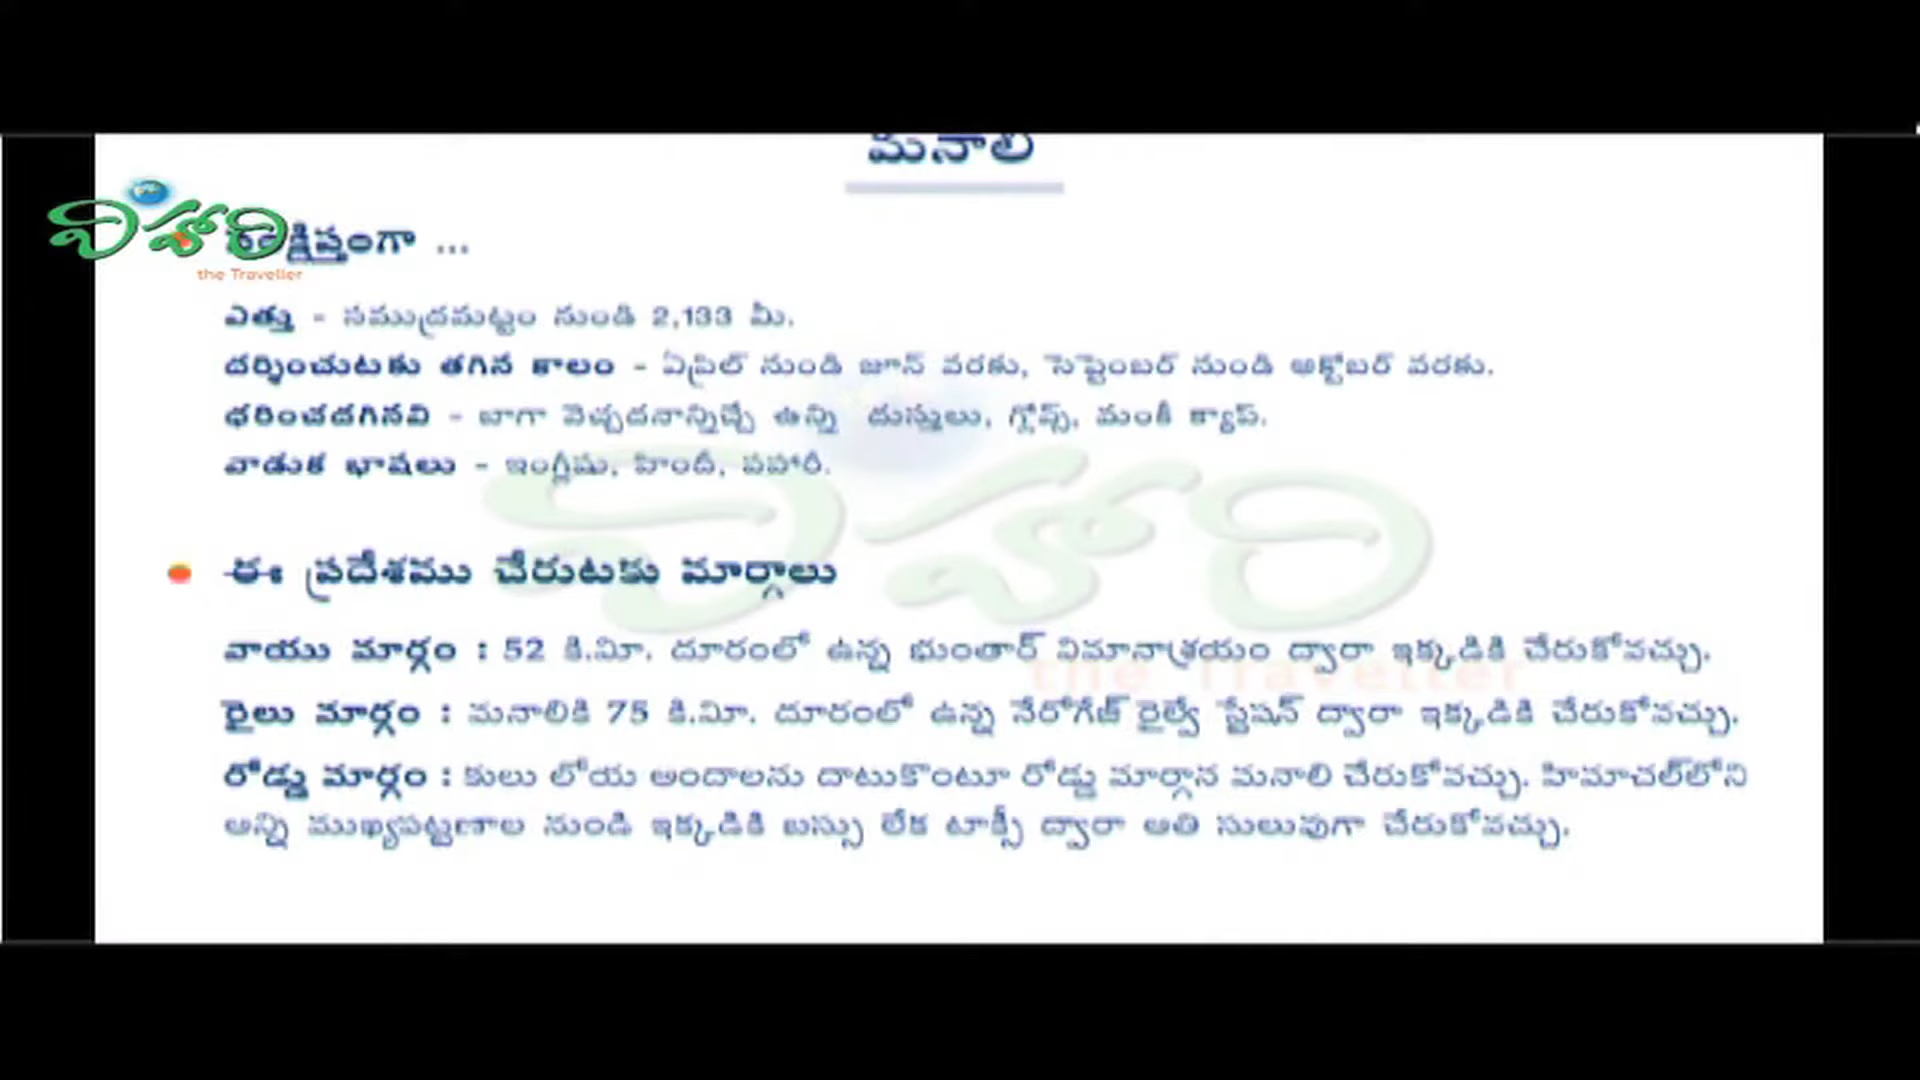 మనాలి
విహారి
the Traveller
సంక్షిప్తంగా ...
ఎత్తు - సముద్రమట్టం నుండి 2,133 మీ.
దర్శించుటకు తగిన కాలం - ఏప్రిల్ నుండి జూన్ వరకు, సెప్టెంబర్ నుండి అక్టోబర్ వరకు.
ధరించదగినవి - బాగా వెచ్చదనాన్నిచ్చే ఉన్ని దుస్తులు, గ్లోవ్స్, మంకీ క్యాప్.
వాడుక భాషలు - ఇంగ్లీషు, హిందీ, పహారీ.
విహారి
the Traveller
• ఈ ప్రదేశము చేరుటకు మార్గాలు
వాయు మార్గం : 52 కి.మీ. దూరంలో ఉన్న భుంతార్ విమానాశ్రయం ద్వారా ఇక్కడికి చేరుకోవచ్చు.
రైలు మార్గం : మనాలికి 75 కి.మీ. దూరంలో ఉన్న నేరోగేజ్ రైల్వే స్టేషన్ ద్వారా ఇక్కడికి చేరుకోవచ్చు.
రోడ్డు మార్గం : కులు లోయ అందాలను దాటుకొంటూ రోడ్డు మార్గాన మనాలి చేరుకోవచ్చు. హిమాచల్‌లోని
అన్ని ముఖ్యపట్టణాల నుండి ఇక్కడికి బస్సు లేక టాక్సీ ద్వారా అతి సులువుగా చేరుకోవచ్చు.